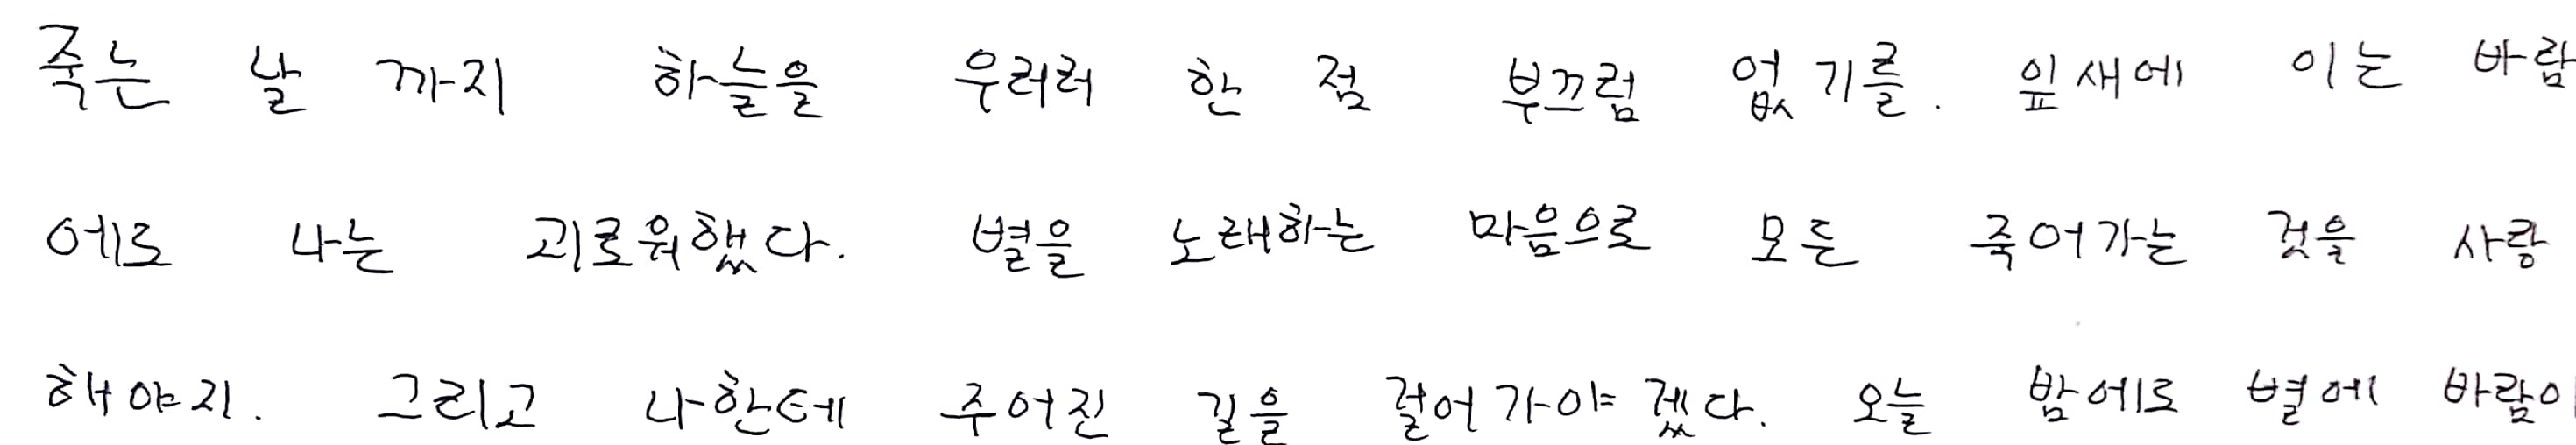 죽는 날 까지 하늘을 우러러 한 점 부끄럼 없기를. 잎새에 이는 바람
에로 나는 괴로워했다. 별을 노래하는 마음으로 모든 죽어가는 것을 사랑
해야지. 그리고 나한테 주어진 길을 걸어가야겠다. 오늘 밤에로 별에 바람이